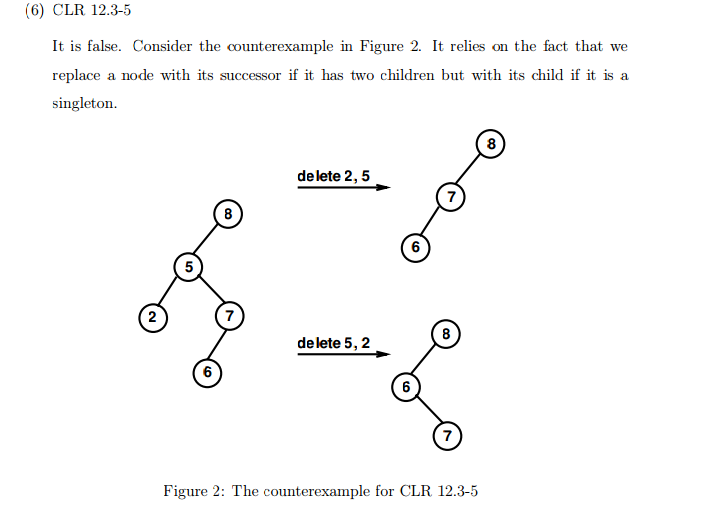 (6) CLR 12.3-5
It is false. Consider the counterexample in Figure 2. It relies on the fact that we
replace a node with its successor if it has two children but with its child if it is a
singleton.
8
delete 2, 5
7
8
6
5
2
7
delete 5, 2
8
6
6
7
Figure 2: The counterexample for CLR 12.3-5